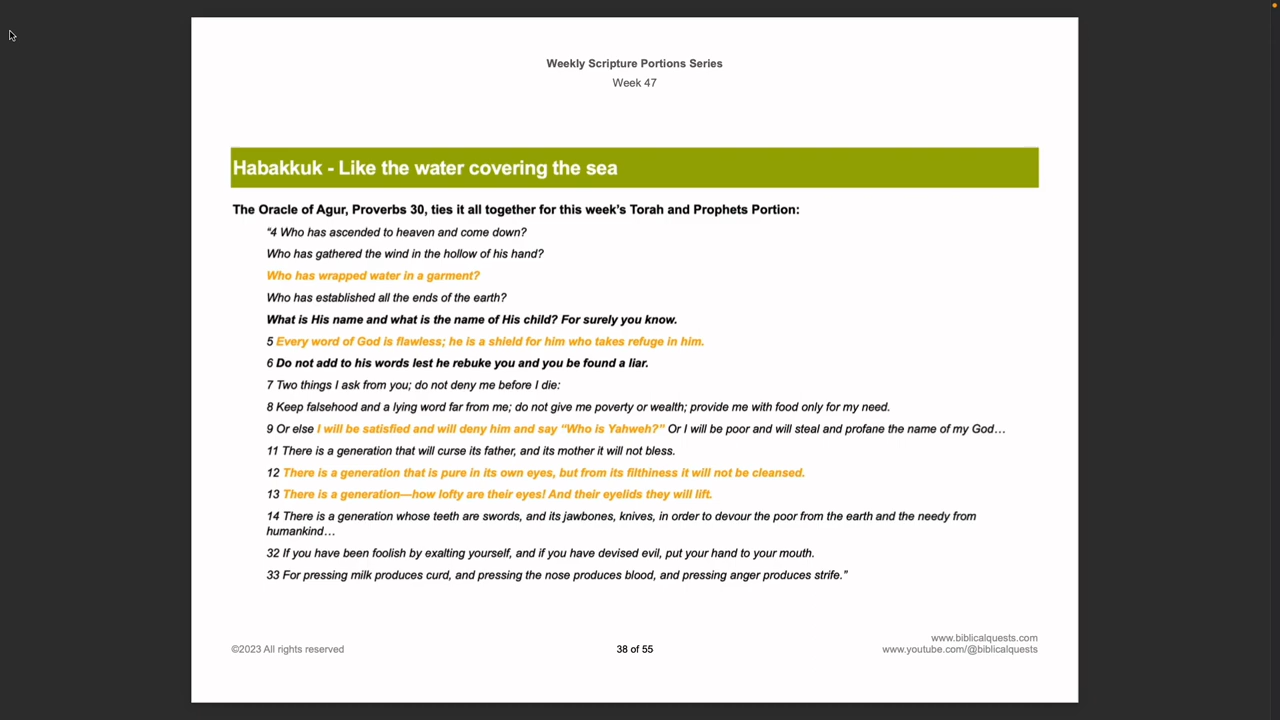 Weekly Scripture Portions Series
Week 47
Habakkuk - Like the water covering the sea
The Oracle of Agur, Proverbs 30, ties it all together for this week’s Torah and Prophets Portion:
“4 Who has ascended to heaven and come down?
Who has gathered the wind in the hollow of his hand?
Who has wrapped water in a garment?
Who has established all the ends of the earth?
What is His name and what is the name of His child? For surely you know.
5 Every word of God is flawless; he is a shield for him who takes refuge in him.
6 Do not add to his words lest he rebuke you and you be found a liar.
7 Two things I ask from you; do not deny me before I die:
8 Keep falsehood and a lying word far from me; do not give me poverty or wealth; provide me with food only for my need.
9 Or else I will be satisfied and will deny him and say “Who is Yahweh?” Or I will be poor and will steal and profane the name of my God…
11 There is a generation that will curse its father, and its mother it will not bless.
12 There is a generation that is pure in its own eyes, but from its filthiness it will not be cleansed.
13 There is a generation—how lofty are their eyes! And their eyelids they will lift.
14 There is a generation whose teeth are swords, and its jawbones, knives, in order to devour the poor from the earth and the needy from
humankind…
32 If you have been foolish by exalting yourself, and if you have devised evil, put your hand to your mouth.
33 For pressing milk produces curd, and pressing the nose produces blood, and pressing anger produces strife.”
www.biblicalquests.com
©2023 All rights reserved 38 of 55 www.youtube.com/@biblicalquests